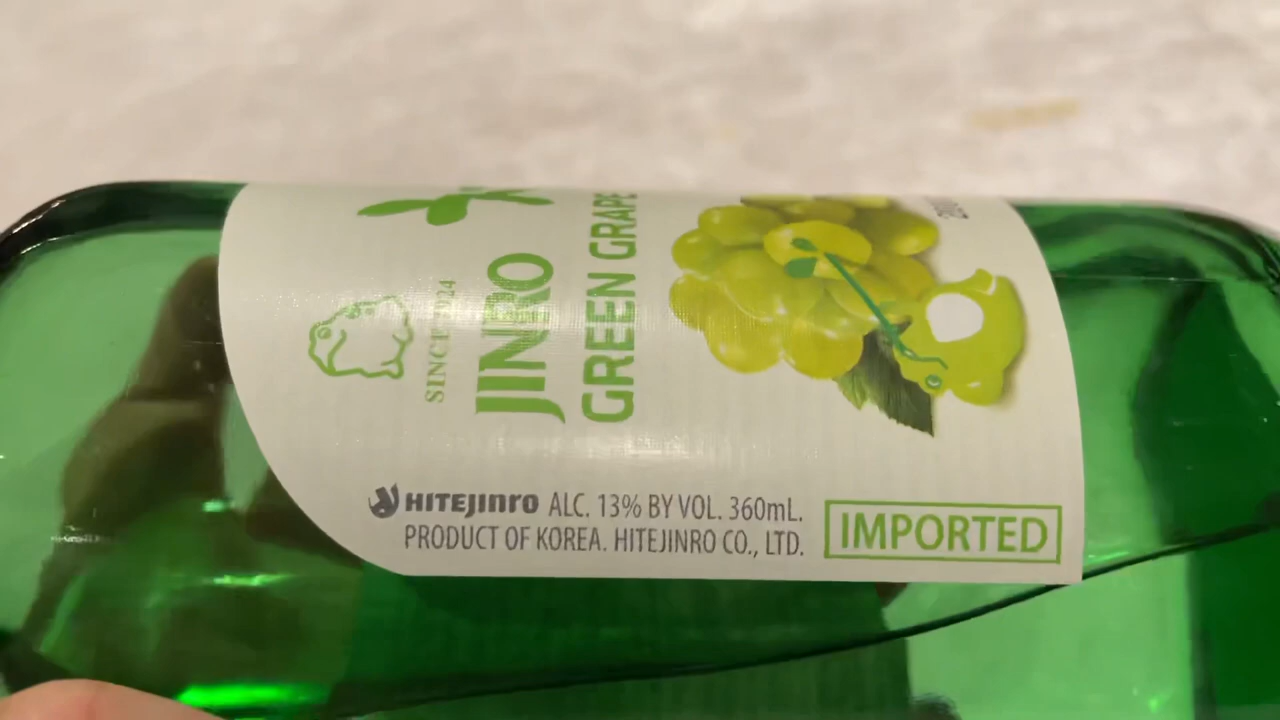 SINCE 1924
JINRO
GREEN GRAPE
HITEJINRO ALC. 13% BY VOL. 360mL.
PRODUCT OF KOREA. HITEJINRO CO., LTD.
IMPORTED